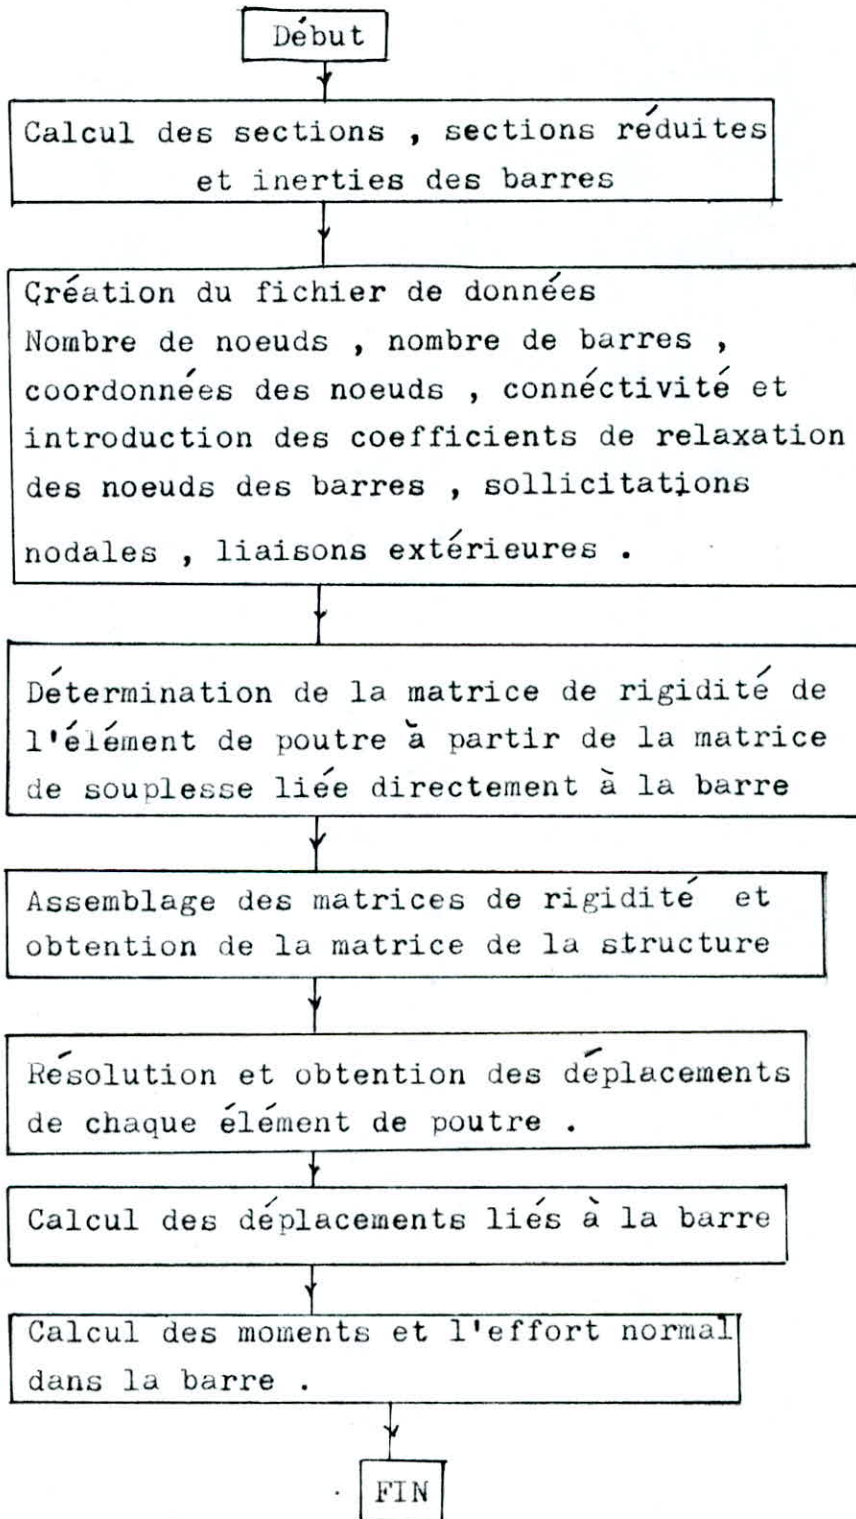 Début
Calcul des sections , sections réduites
et inerties des barres
Création du fichier de données
Nombre de noeuds , nombre de barres ,
coordonnées des noeuds , connéctivité et
introduction des coefficients de relaxation
des noeuds des barres , sollicitations
nodales , liaisons extérieures .
Détermination de la matrice de rigidité de
l'élément de poutre à partir de la matrice
de souplesse liée directement à la barre
Assemblage des matrices de rigidité et
obtention de la matrice de la structure
Résolution et obtention des déplacements
de chaque élément de poutre .
Calcul des déplacements liés à la barre
Calcul des moments et l'effort normal
dans la barre .
FIN